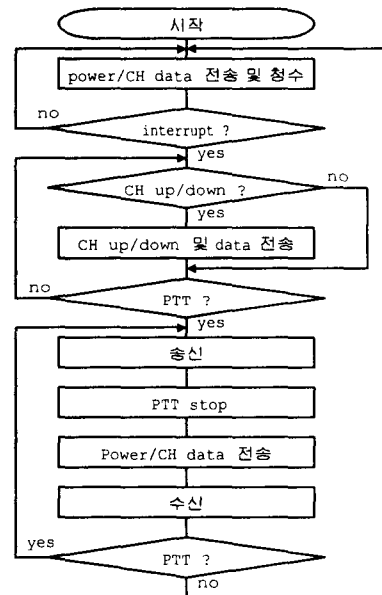 시작
power/CH data 전송 및 청수
no
interrupt ?
yes
CH up/down ?
no
yes
CH up/down 및 data 전송
no
PTT ?
yes
송신
PTT stop
Power/CH data 전송
수신
yes
PTT ?
no